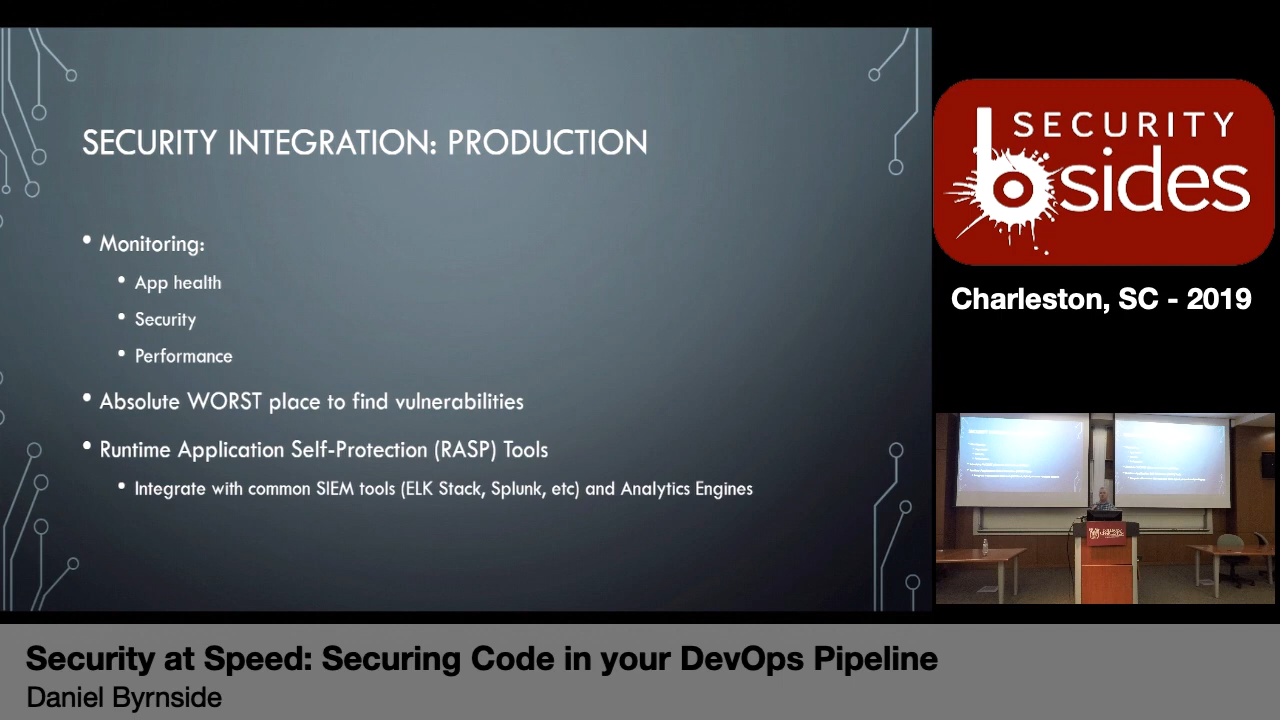 SECURITY INTEGRATION: PRODUCTION
• Monitoring:
• App health
• Security
• Performance
• Absolute WORST place to find vulnerabilities
• Runtime Application Self-Protection (RASP) Tools
• Integrate with common SIEM tools (ELK Stack, Splunk, etc) and Analytics Engines
SECURITY
bsides
Charleston, SC - 2019
Security at Speed: Securing Code in your DevOps Pipeline
Daniel Byrnside